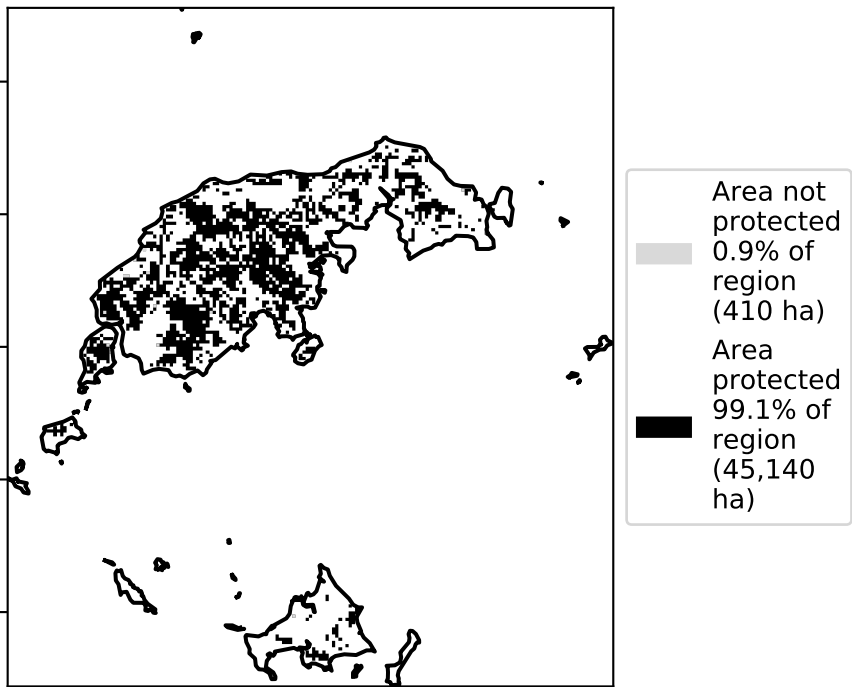 Area not
protected
0.9% of
region
(410 ha)
Area
protected
99.1% of
region
(45,140
ha)